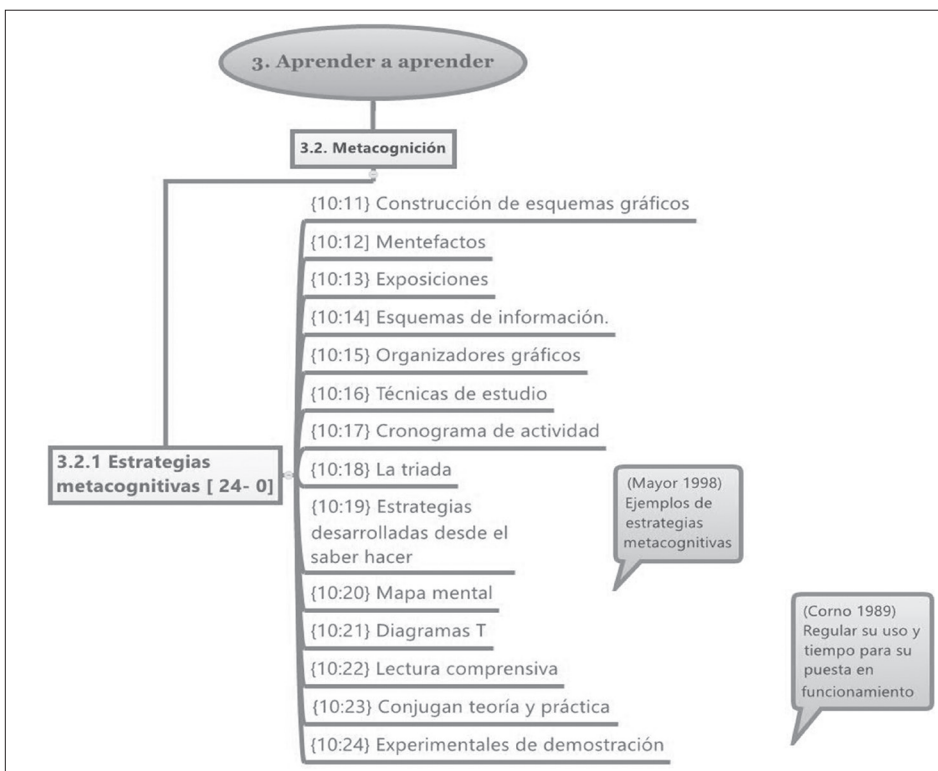 3. Aprender a aprender
3.2. Metacognición
{10:11} Construcción de esquemas gráficos
{10:12] Mentefactos
{10:13} Exposiciones
{10:14] Esquemas de información.
{10:15} Organizadores gráficos
{10:16} Técnicas de estudio
{10:17} Cronograma de actividad
3.2.1 Estrategias
metacognitivas [ 24- 0]
{10:18} La triada
{10:19} Estrategias
desarrolladas desde el
saber hacer
{10:20} Mapa mental
{10:21} Diagramas T
{10:22} Lectura comprensiva
{10:23} Conjugan teoría y práctica
{10:24} Experimentales de demostración
(Mayor 1998)
Ejemplos de
estrategias
metacognitivas
(Corno 1989)
Regular su uso y
tiempo para su
puesta en
funcionamiento